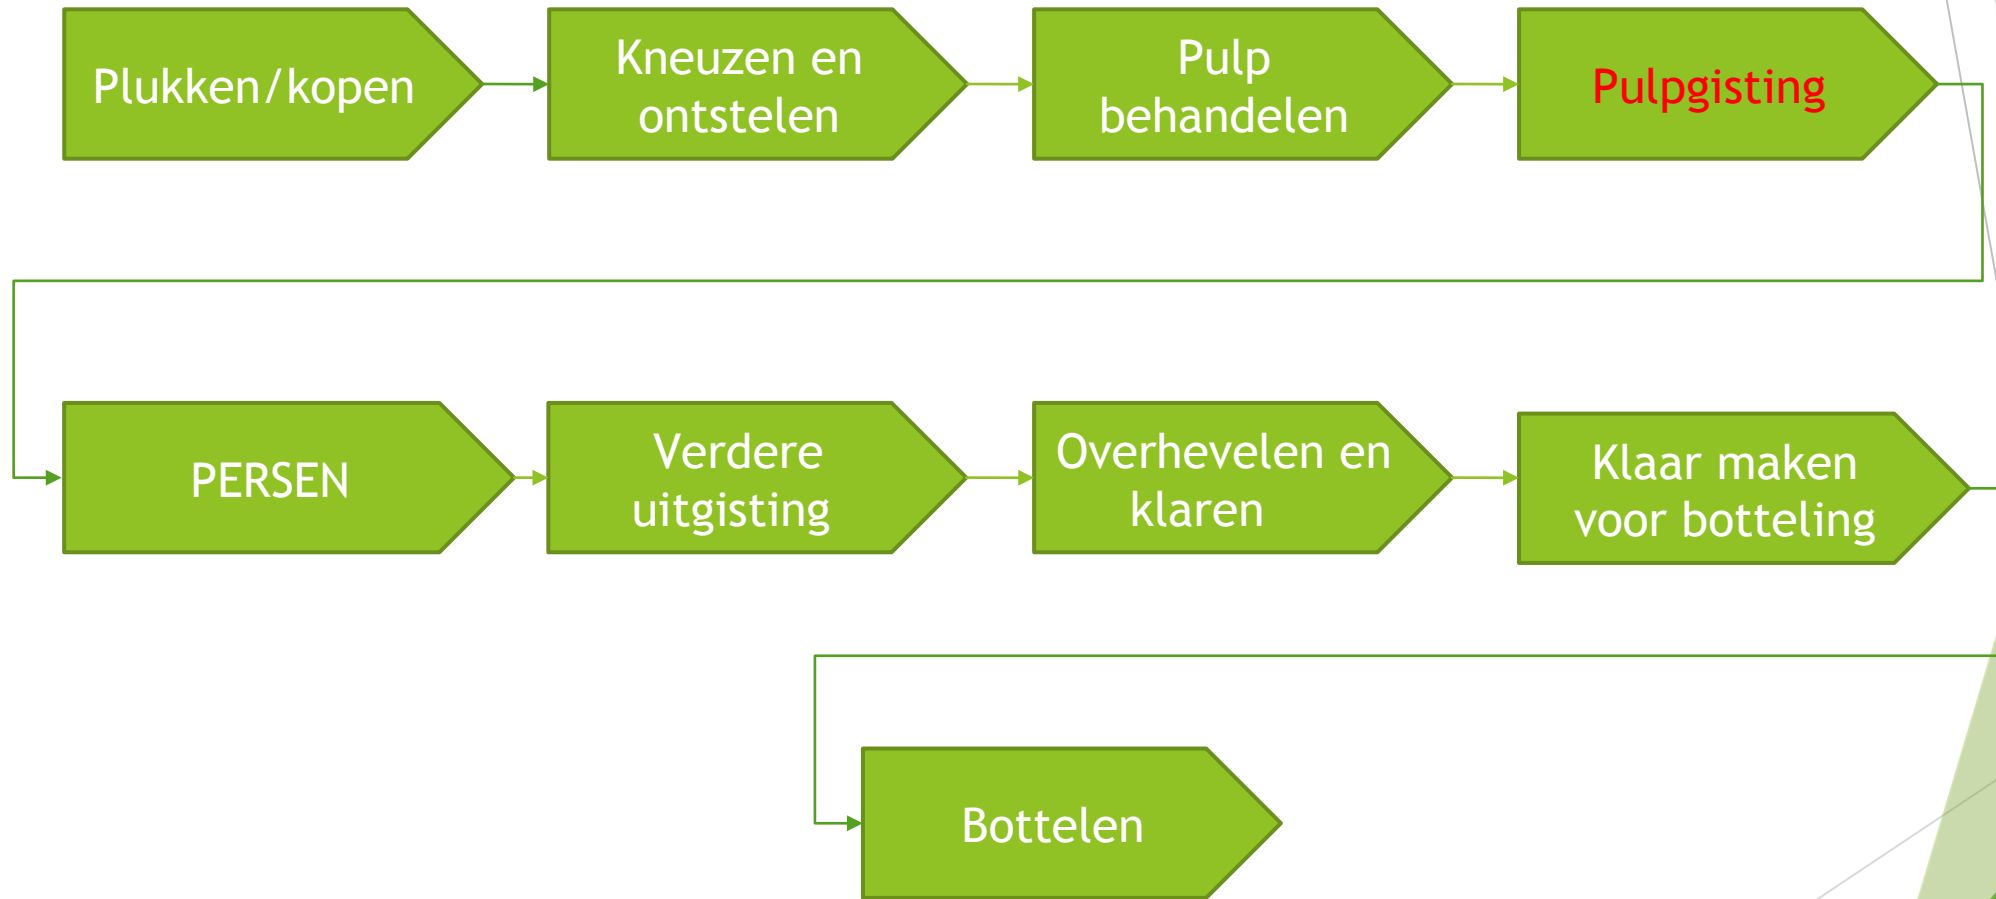 Plukken/kopen
Kneuzen en
ontstelen
Pulp
behandelen
Pulpgisting
PERSEN
Verdere
uitgisting
Overhevelen en
klaren
Klaar maken
voor botteling
Bottelen